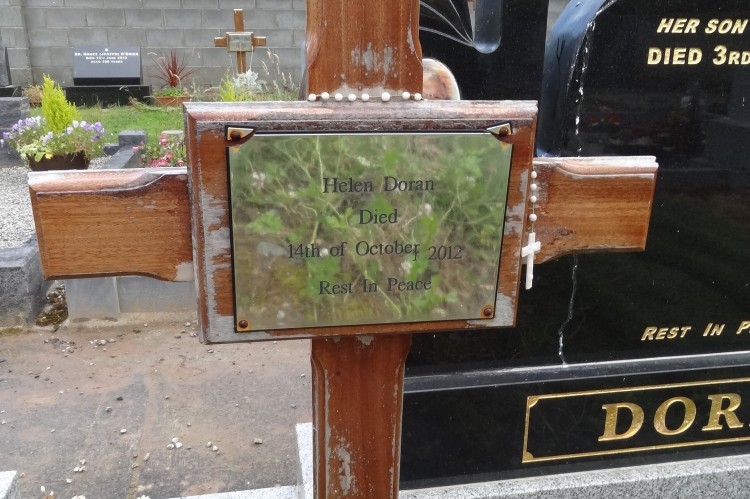 Helen Doran
Died
14th of October 2012
Rest In Peace
HER SON
DIED 3RD
REST IN P
DOR